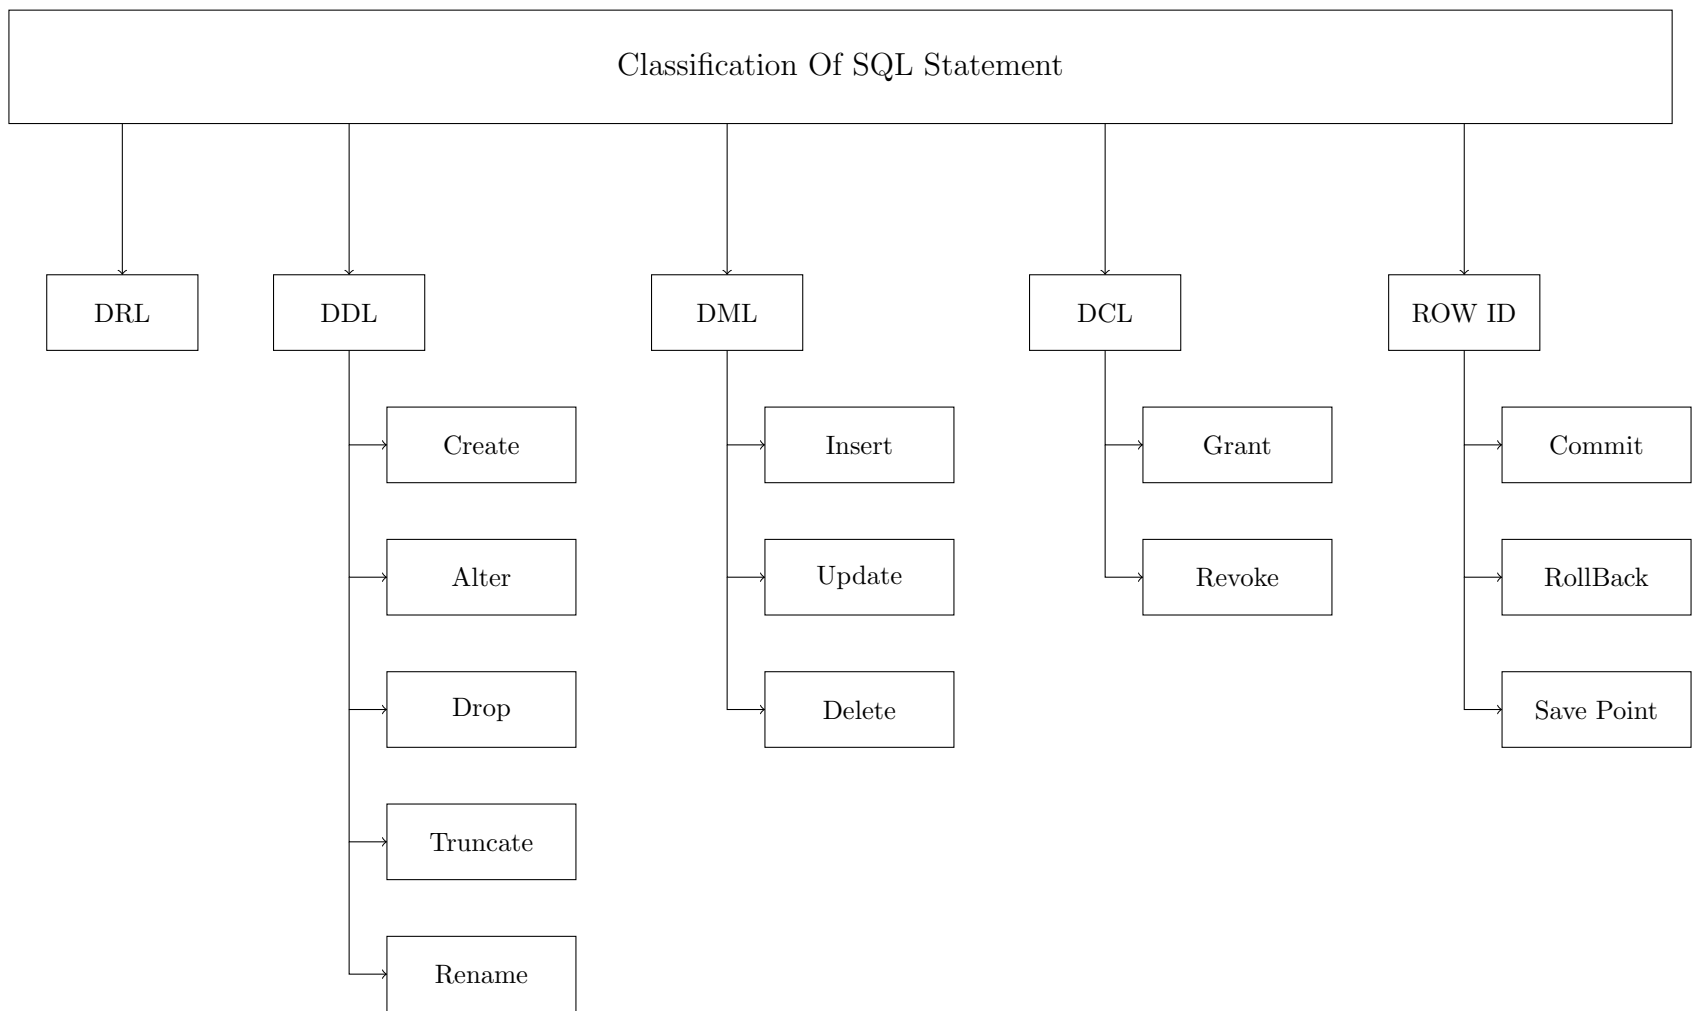 Classification Of SQL Statement
DRL
DDL
DML
DCL
ROW ID
Create
Insert
Grant
Commit
Alter
Update
Revoke
RollBack
Drop
Delete
Save Point
Truncate
Rename